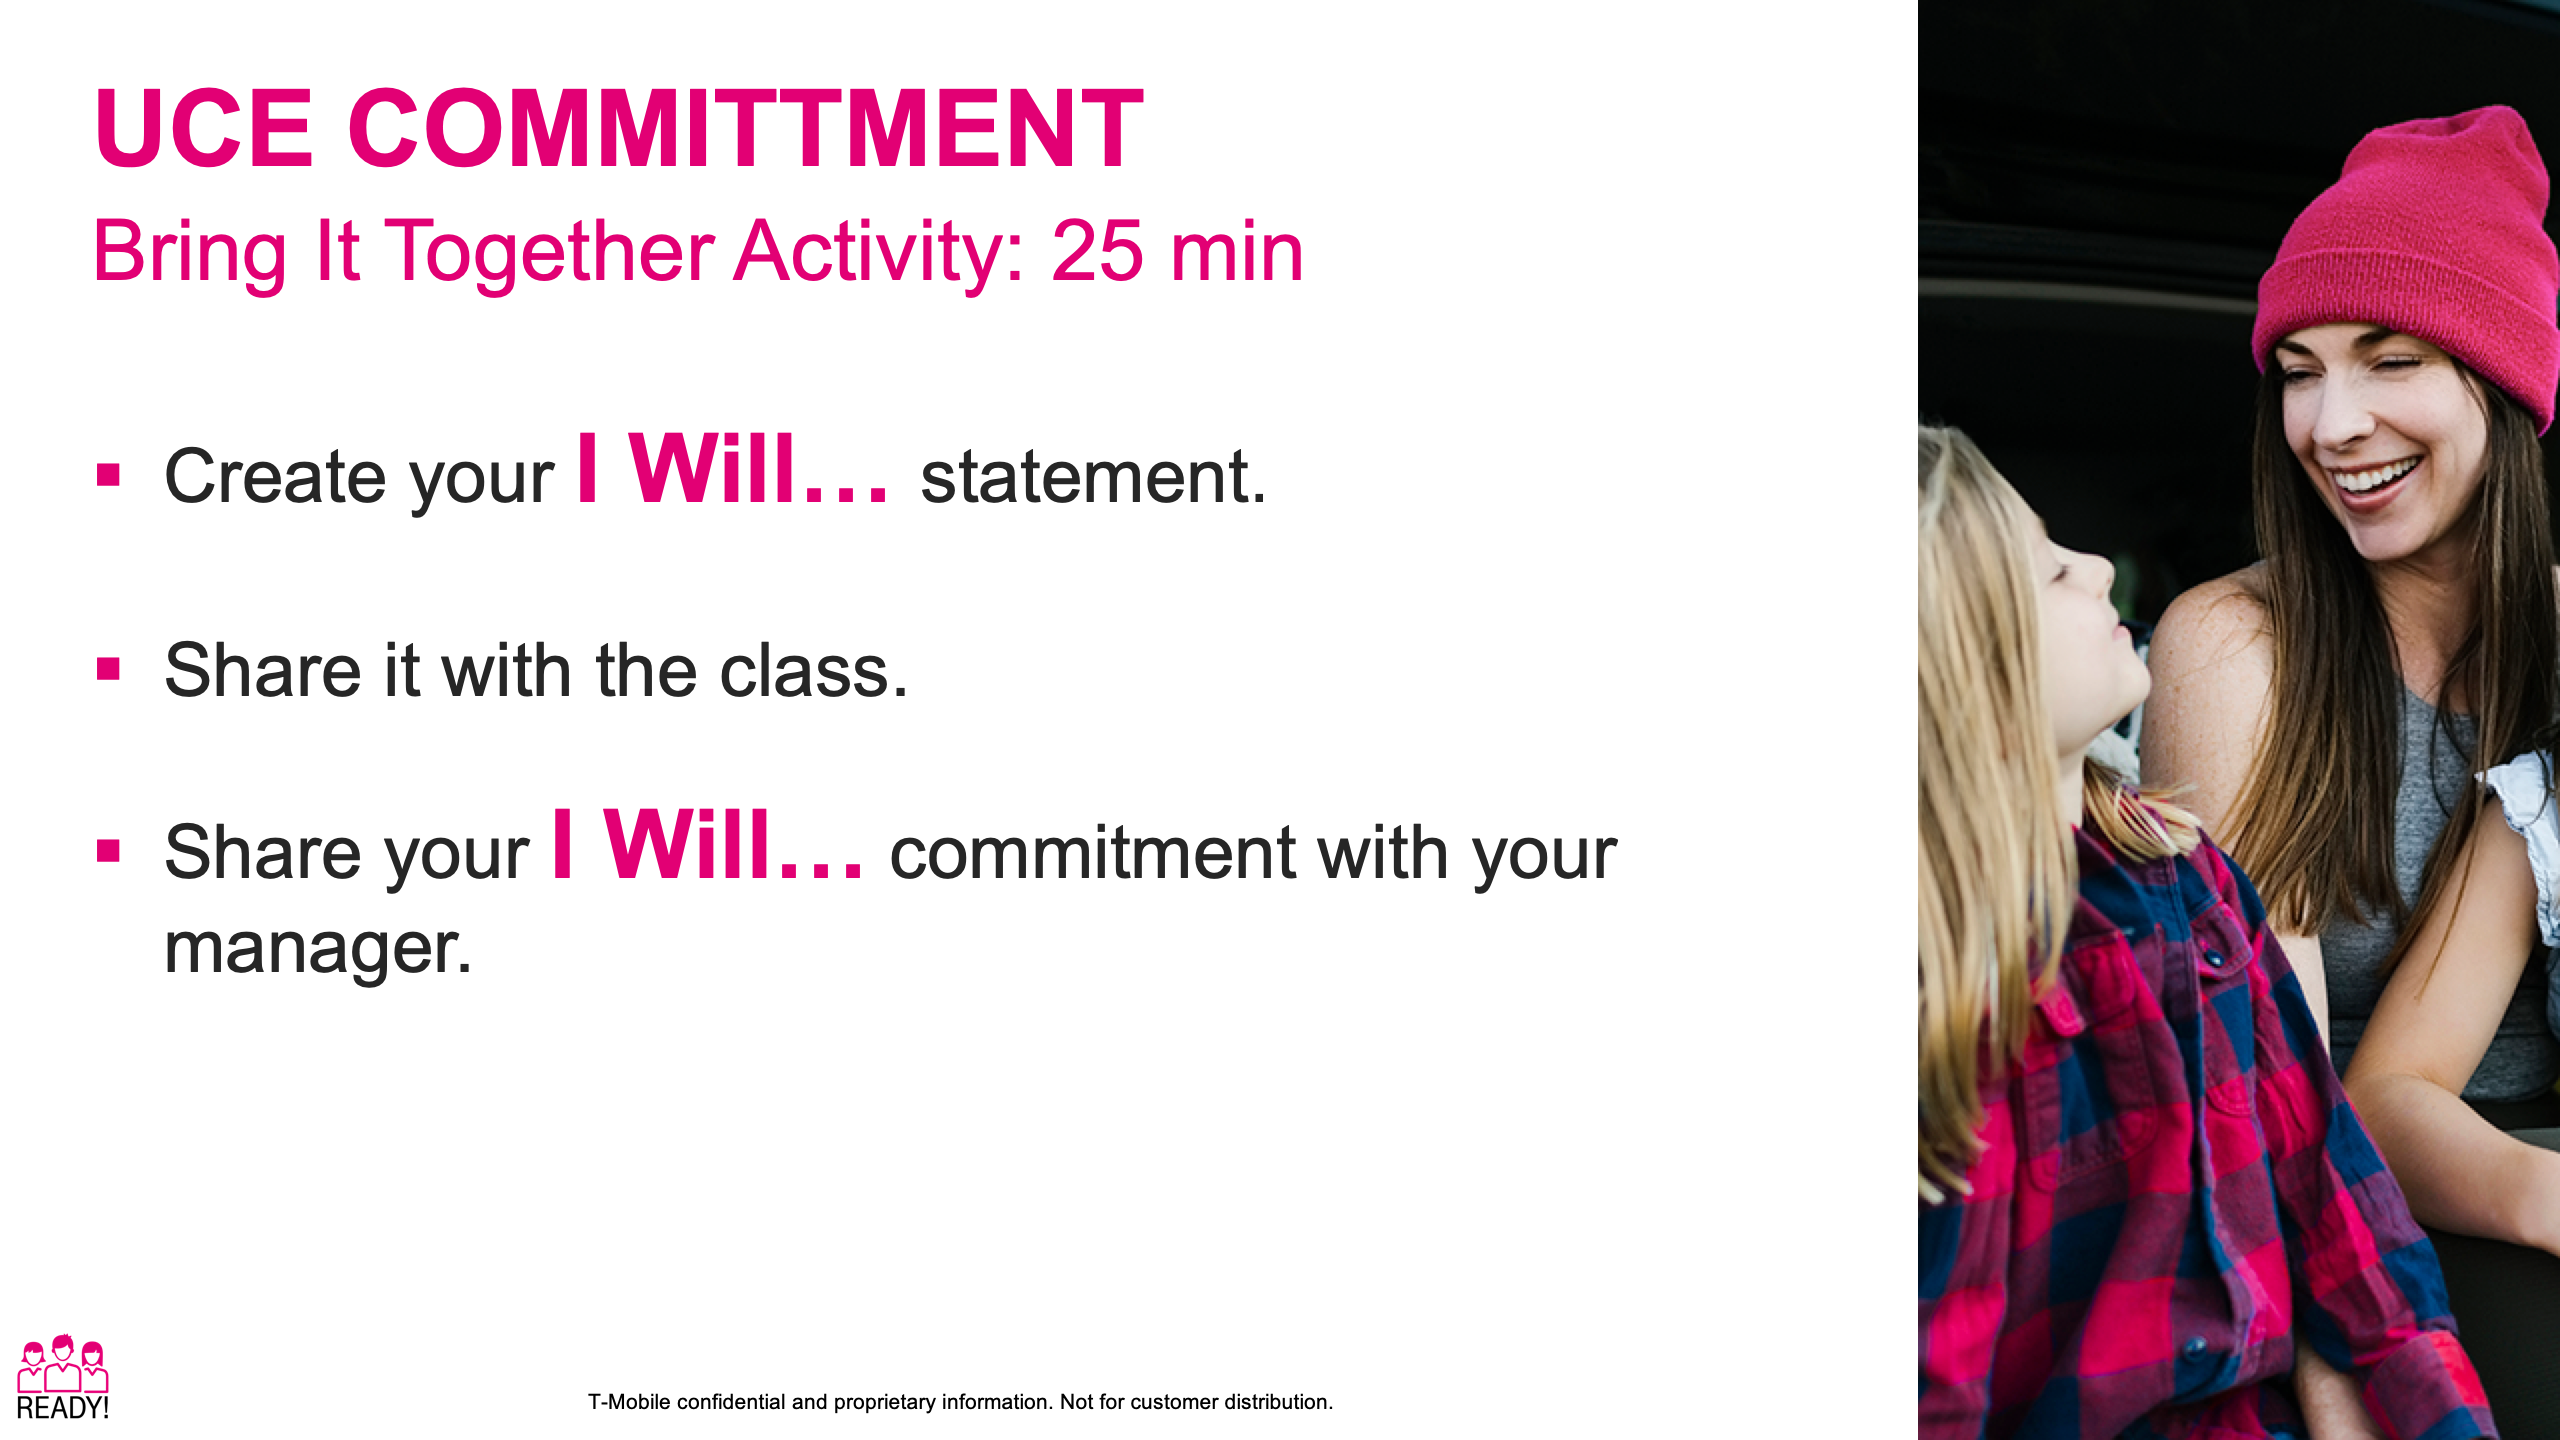 UCE COMMITTMENT
Bring It Together Activity: 25 min
▪ Create your I Will… statement.
▪ Share it with the class.
▪ Share your I Will… commitment with your
manager.
READY!
T-Mobile confidential and proprietary information. Not for customer distribution.